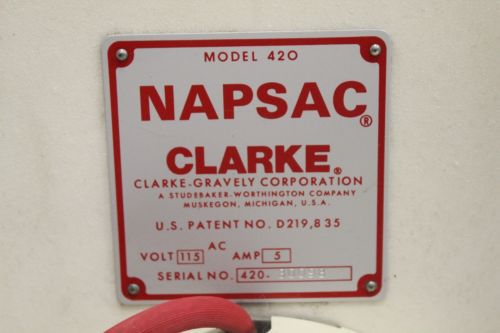 MODEL 420
NAPSAC®
CLARKE®
CLARKE-GRAVELY CORPORATION
A STUDEBAKER-WORTHINGTON COMPANY
MUSKEGON, MICHIGAN, U.S.A.
U.S. PATENT NO. D219,835
VOLT 115 AC AMP 5
SERIAL NO. 420-